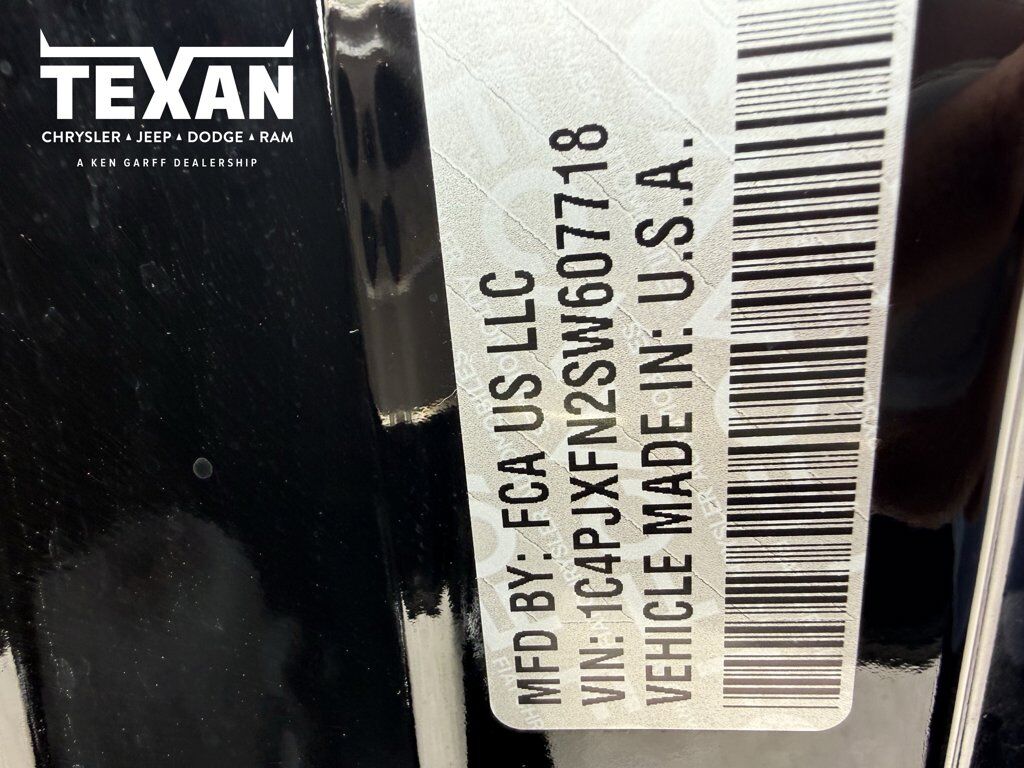 TEXAN
CHRYSLER ▲ JEEP ▲ DODGE ▲ RAM
A KEN GARFF DEALERSHIP
MFD BY: FCA US LLC
VIN: 1C4PJXFN2SW607718
VEHICLE MADE IN: U.S.A.